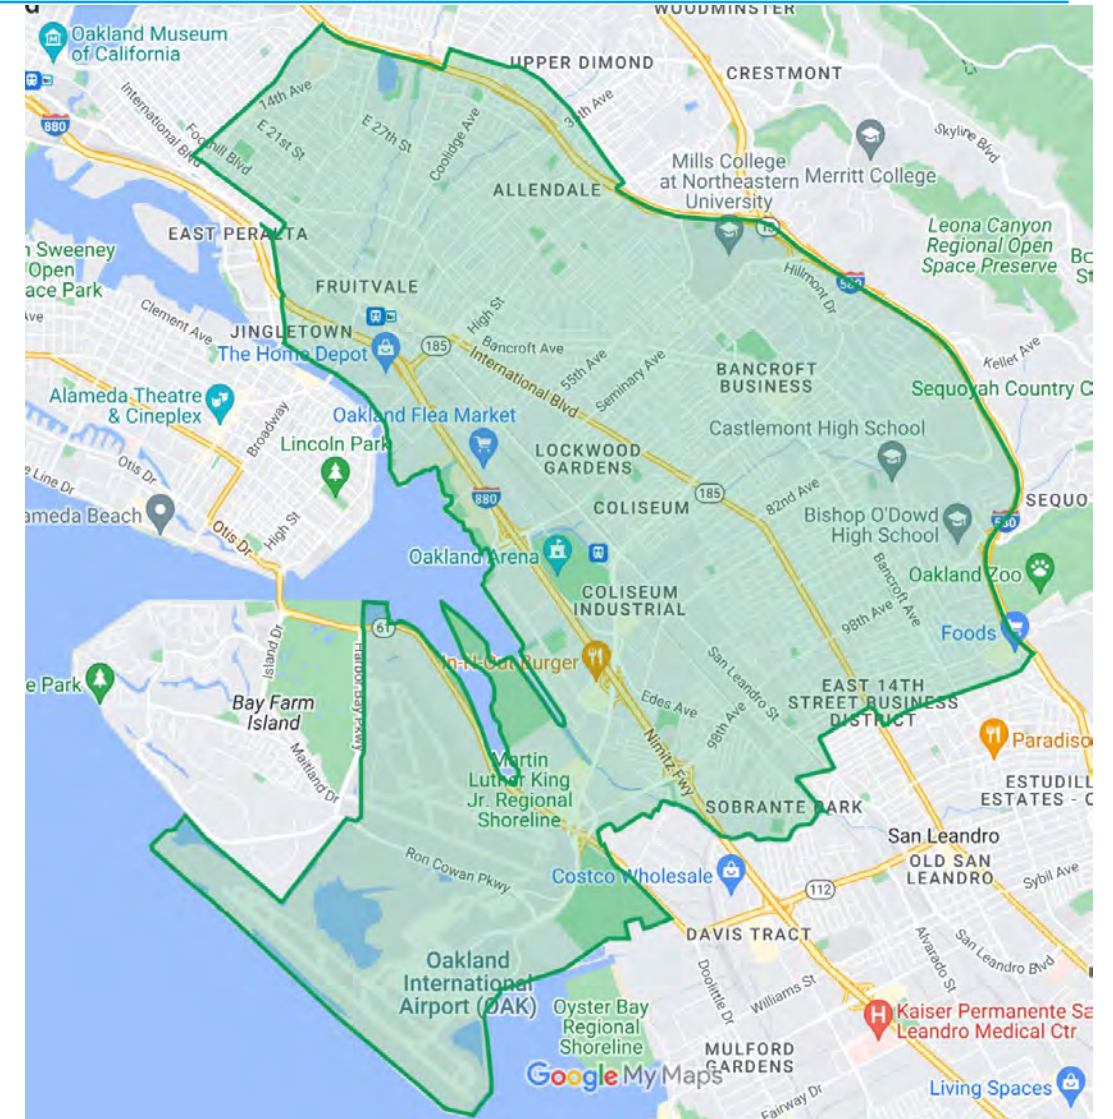 WOODMINSTER
Oakland Museum
of California
UPPER DIMOND
CRESTMONT
14th Ave
International Blvd
Foothill Blvd
E 21st St
E 27th St
Coolidge Ave
880
Skyline Blvd
Mills College
at Northeastern
University
Merritt College
ALLENDALE
Leona Canyon
Regional Open
Space Preserve
EAST PERALTA
13
n Sweeney
Open
ace Park
Hillmont Dr
580
FRUITVALE
Clement Ave
High St
JINGLETOWN
The Home Depot
185
Bancroft Ave
International Blvd
55th Ave
Seminary Ave
Keller Ave
BANCROFT
BUSINESS
Sequoyah Country C
Alameda Theatre
& Cineplex
Broadway
Oakland Flea Market
Castlemont High School
Lincoln Park
LOCKWOOD
GARDENS
Otis Dr
e Line Dr
880
185
82nd Ave
COLISEUM
SEQUO
ameda Beach
Otis Dr
High St
Bishop O'Dowd
High School
580
Oakland Arena
Bancroft Ave
Oakland Zoo
COLISEUM
INDUSTRIAL
98th Ave
61
Foods
Island Dr
Harbor Bay Pkwy
In-N-Out Burger
San Leandro St
e Park
Bay Farm
Island
Edes Ave
98th Ave
EAST 14TH
STREET BUSINESS
DISTRICT
Maitland Dr
Nimitz Fwy
Paradiso
Martin
Luther King
Jr. Regional
Shoreline
ESTUDILL
ESTATES - C
SOBRANTE PARK
San Leandro
Ron Cowan Pkwy
Costco Wholesale
OLD SAN
LEANDRO
Sybil Ave
112
DAVIS TRACT
Alvarado St
San Leandro Blvd
Oakland
International
Airport (OAK)
Doolittle Dr
Williams St
Oyster Bay
Regional
Shoreline
Kaiser Permanente Sa
Leandro Medical Ctr
MULFORD
GARDENS
Google My Maps
Fairway Dr
Living Spaces